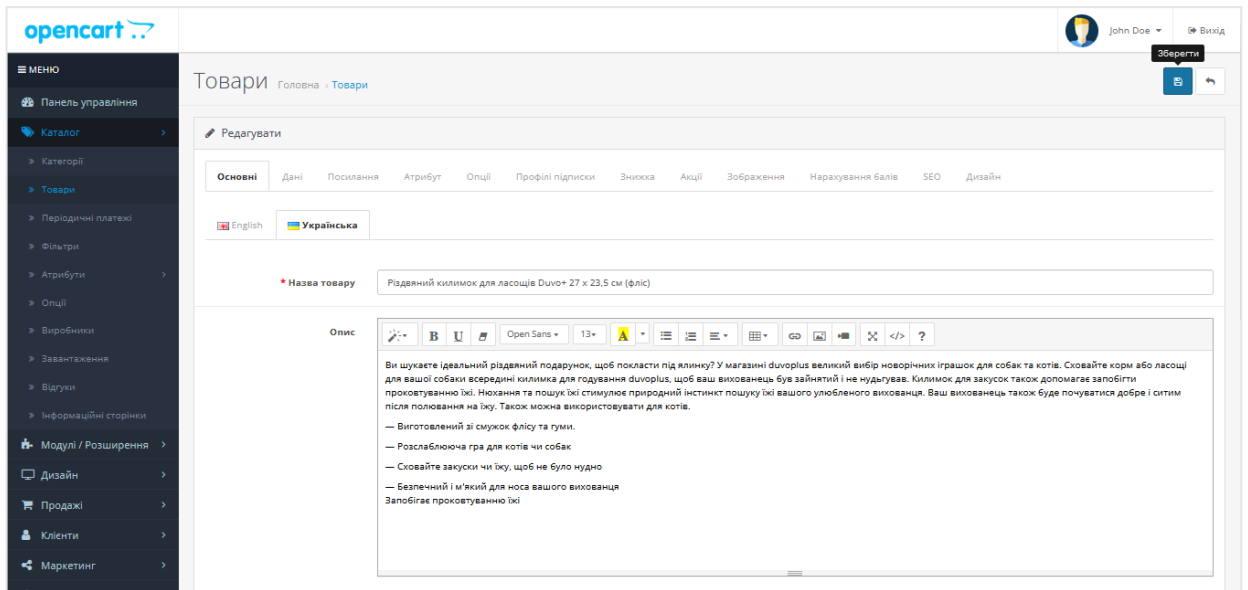 opencart
John Doe
Вихід
Зберегти
МЕНЮ
Товари
Головна › Товари
Панель управління
Каталог
Редагувати
Категорії
Основні Дані Посилання Атрибут Опції Профілі підписки Знижка Акції Зображення Нарахування балів SEO Дизайн
Товари
Періодичні платежі
English Українська
Фільтри
Атрибути
* Назва товару Різдвяний килимок для ласощів Duvo+ 27 x 23,5 см (фліс)
Опції
Виробники
Опис
B U Open Sans 13 A </> ?
Завантаження
Відгуки
Інформаційні сторінки
Модулі / Розширення
Дизайн
Продажі
Клієнти
Маркетинг
Ви шукаєте ідеальний різдвяний подарунок, щоб покласти під ялинку? У магазині duvoplus великий вибір новорічних іграшок для собак та котів. Сховайте корм або ласощі
для вашої собаки всередині килимка для годування duvoplus, щоб ваш вихованець був зайнятий і не нудьгував. Килимок для закусок також допомагає запобігти
проковтуванню їжі. Нюхання та пошук їжі стимулює природний інстинкт пошуку їжі вашого улюбленого вихованця. Ваш вихованець також буде почуватися добре і ситим
після полювання на їжу. Також можна використовувати для котів.
— Виготовлений зі смужок флісу та гуми.
— Розслаблююча гра для котів чи собак
— Сховайте закуски чи їжу, щоб не було нудно
— Безпечний і м'який для носа вашого вихованця
Запобігає проковтуванню їжі